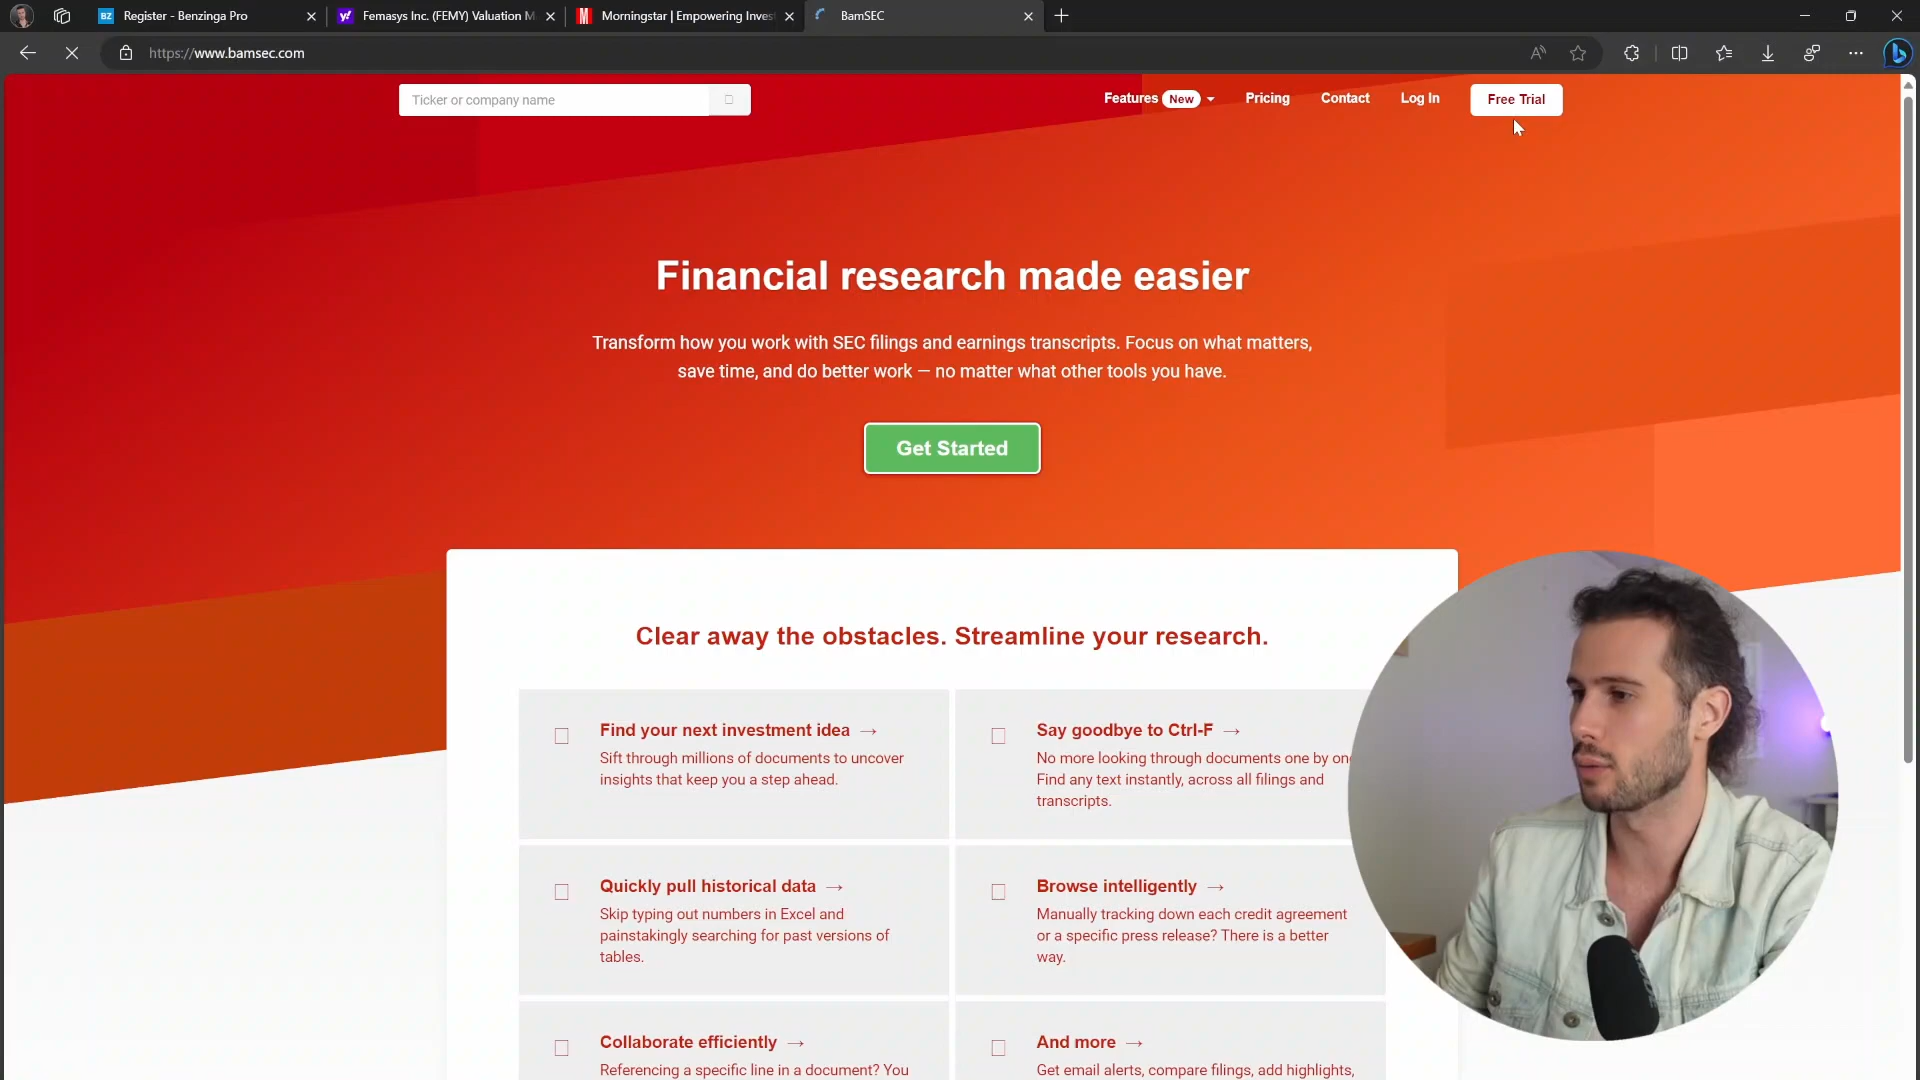 Register - Benzinga Pro
Femasys Inc. (FEMY) Valuation M
Morningstar | Empowering Inves
BamSEC
https://www.bamsec.com
Ticker or company name
Features New
Pricing
Contact
Log In
Free Trial
Financial research made easier
Transform how you work with SEC filings and earnings transcripts. Focus on what matters,
save time, and do better work — no matter what other tools you have.
Get Started
Clear away the obstacles. Streamline your research.
Find your next investment idea →
Sift through millions of documents to uncover
insights that keep you a step ahead.
Say goodbye to Ctrl-F →
No more looking through documents one by one
Find any text instantly, across all filings and
transcripts.
Quickly pull historical data →
Skip typing out numbers in Excel and
painstakingly searching for past versions of
tables.
Browse intelligently →
Manually tracking down each credit agreement
or a specific press release? There is a better
way.
Collaborate efficiently →
Referencing a specific line in a document? You
And more →
Get email alerts, compare filings, add highlights,